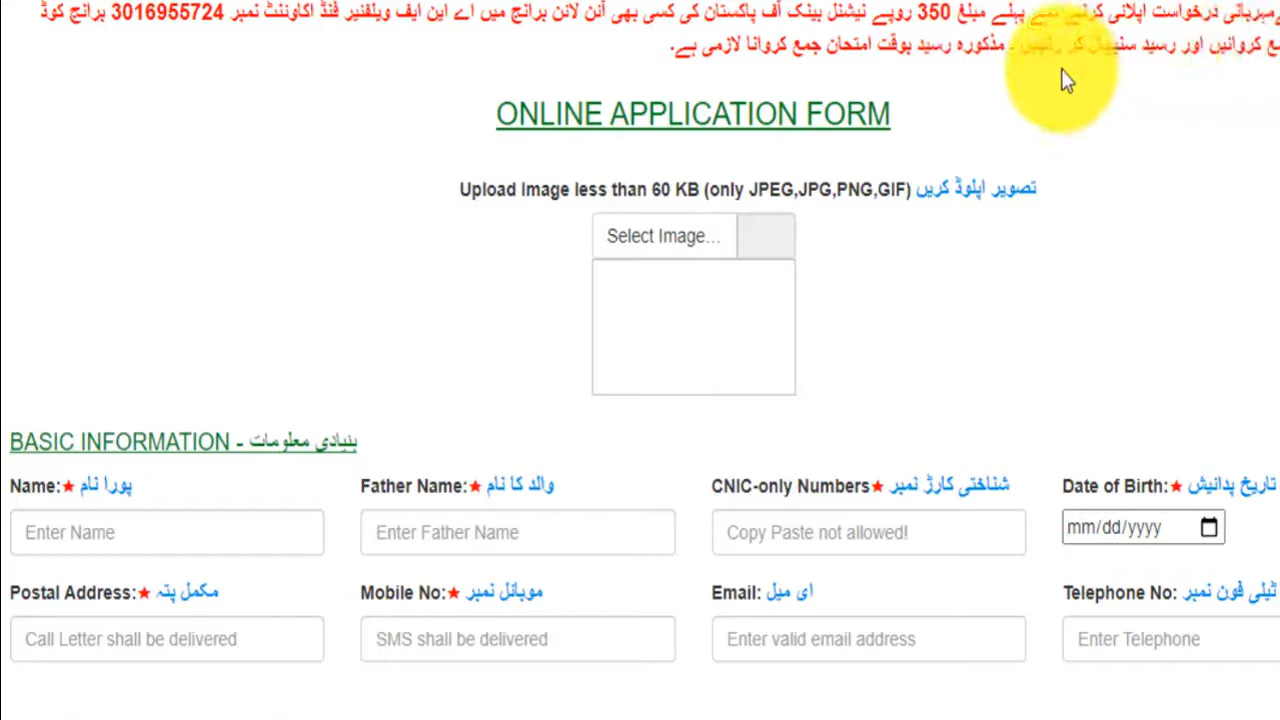 مہربانی درخواست اپلائی کرنے سے پہلے مبلغ 350 روپے نیشنل بینک آف پاکستان کی کسی بھی آئن لائن برانچ میں اے این ایف ویلفئیر فنڈ اکاوننٹ نمبر 3016955724 برانچ کوڈ
کروانیں اور رسید سنبھال کر رکھیں ۔ مذکورہ رسید بوقت امتحان جمع کروانا لازمی ہے۔
ONLINE APPLICATION FORM
Upload Image less than 60 KB (only JPEG,JPG,PNG,GIF) تصویر اپلوڈ کریں
Select Image...
BASIC INFORMATION - بنیادی معلومات
Name:★ پورا نام Father Name:★ والد کا نام CNIC-only Numbers★ شناختی کارڑ نمبر Date of Birth:★ تاریخ پدائیش
Enter Name Enter Father Name Copy Paste not allowed! mm/dd/yyyy
Postal Address:★ مکمل پتہ Mobile No:★ موبائل نمبر Email: ای میل Telephone No: ٹیلی فون نمبر
Call Letter shall be delivered SMS shall be delivered Enter valid email address Enter Telephone